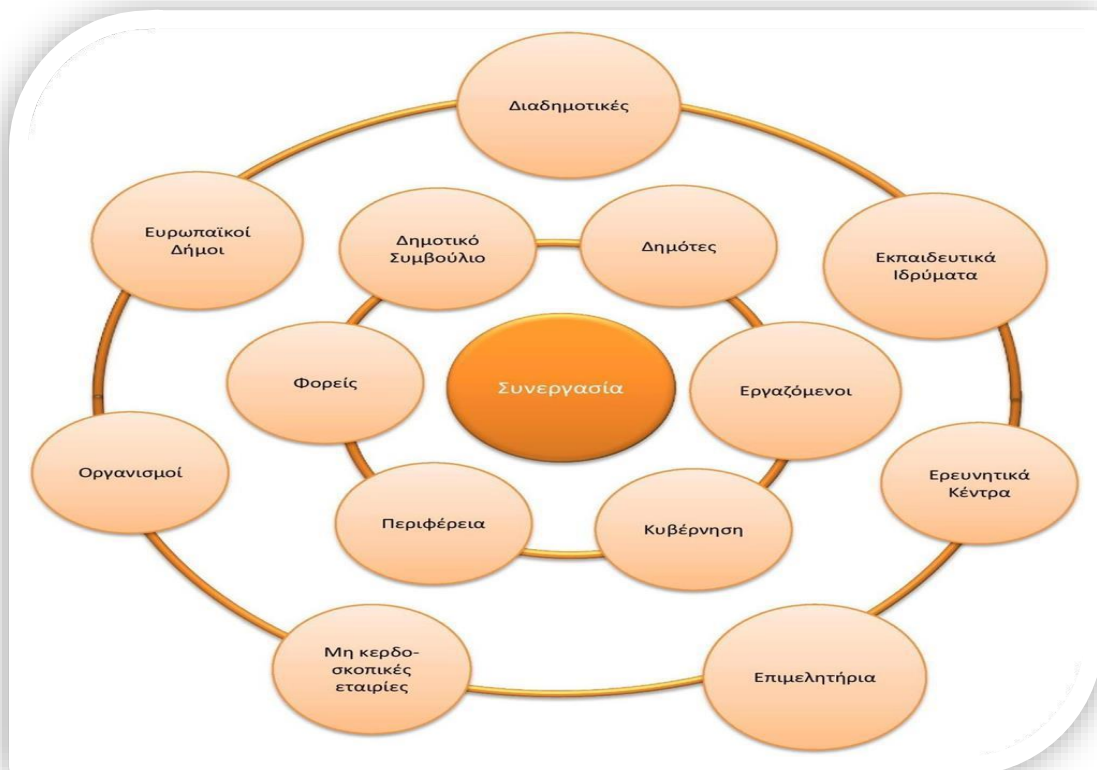 Διαδημοτικές
Ευρωπαϊκοί
Δήμοι
Δημοτικό
Συμβούλιο
Δημότες
Εκπαιδευτικά
Ιδρύματα
Φορείς
Συνεργασία
Εργαζόμενοι
Οργανισμοί
Ερευνητικά
Κέντρα
Περιφέρεια
Κυβέρνηση
Μη κερδο-
σκοπικές
εταιρίες
Επιμελητήρια